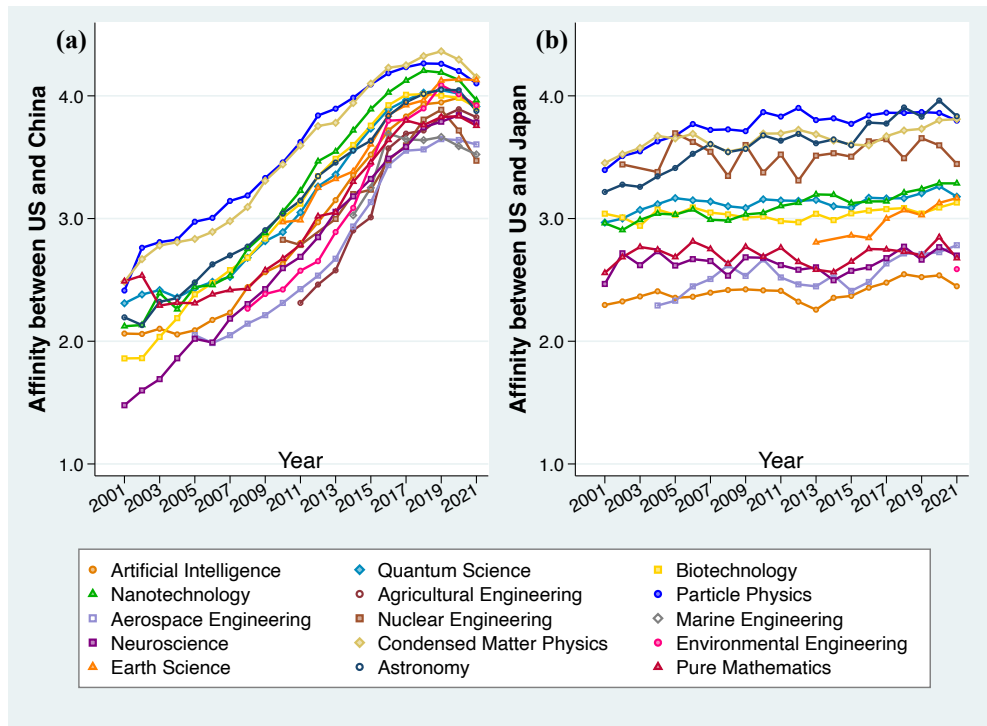 (a)
(b)
Affinity between US and China
4.0
3.0
2.0
1.0
Year
2001
2003
2005
2007
2009
2011
2013
2015
2017
2019
2021
Affinity between US and Japan
4.0
3.0
2.0
1.0
Year
2001
2003
2005
2007
2009
2011
2013
2015
2017
2019
2021
Artificial Intelligence
Quantum Science
Biotechnology
Nanotechnology
Agricultural Engineering
Particle Physics
Aerospace Engineering
Nuclear Engineering
Marine Engineering
Neuroscience
Condensed Matter Physics
Environmental Engineering
Earth Science
Astronomy
Pure Mathematics